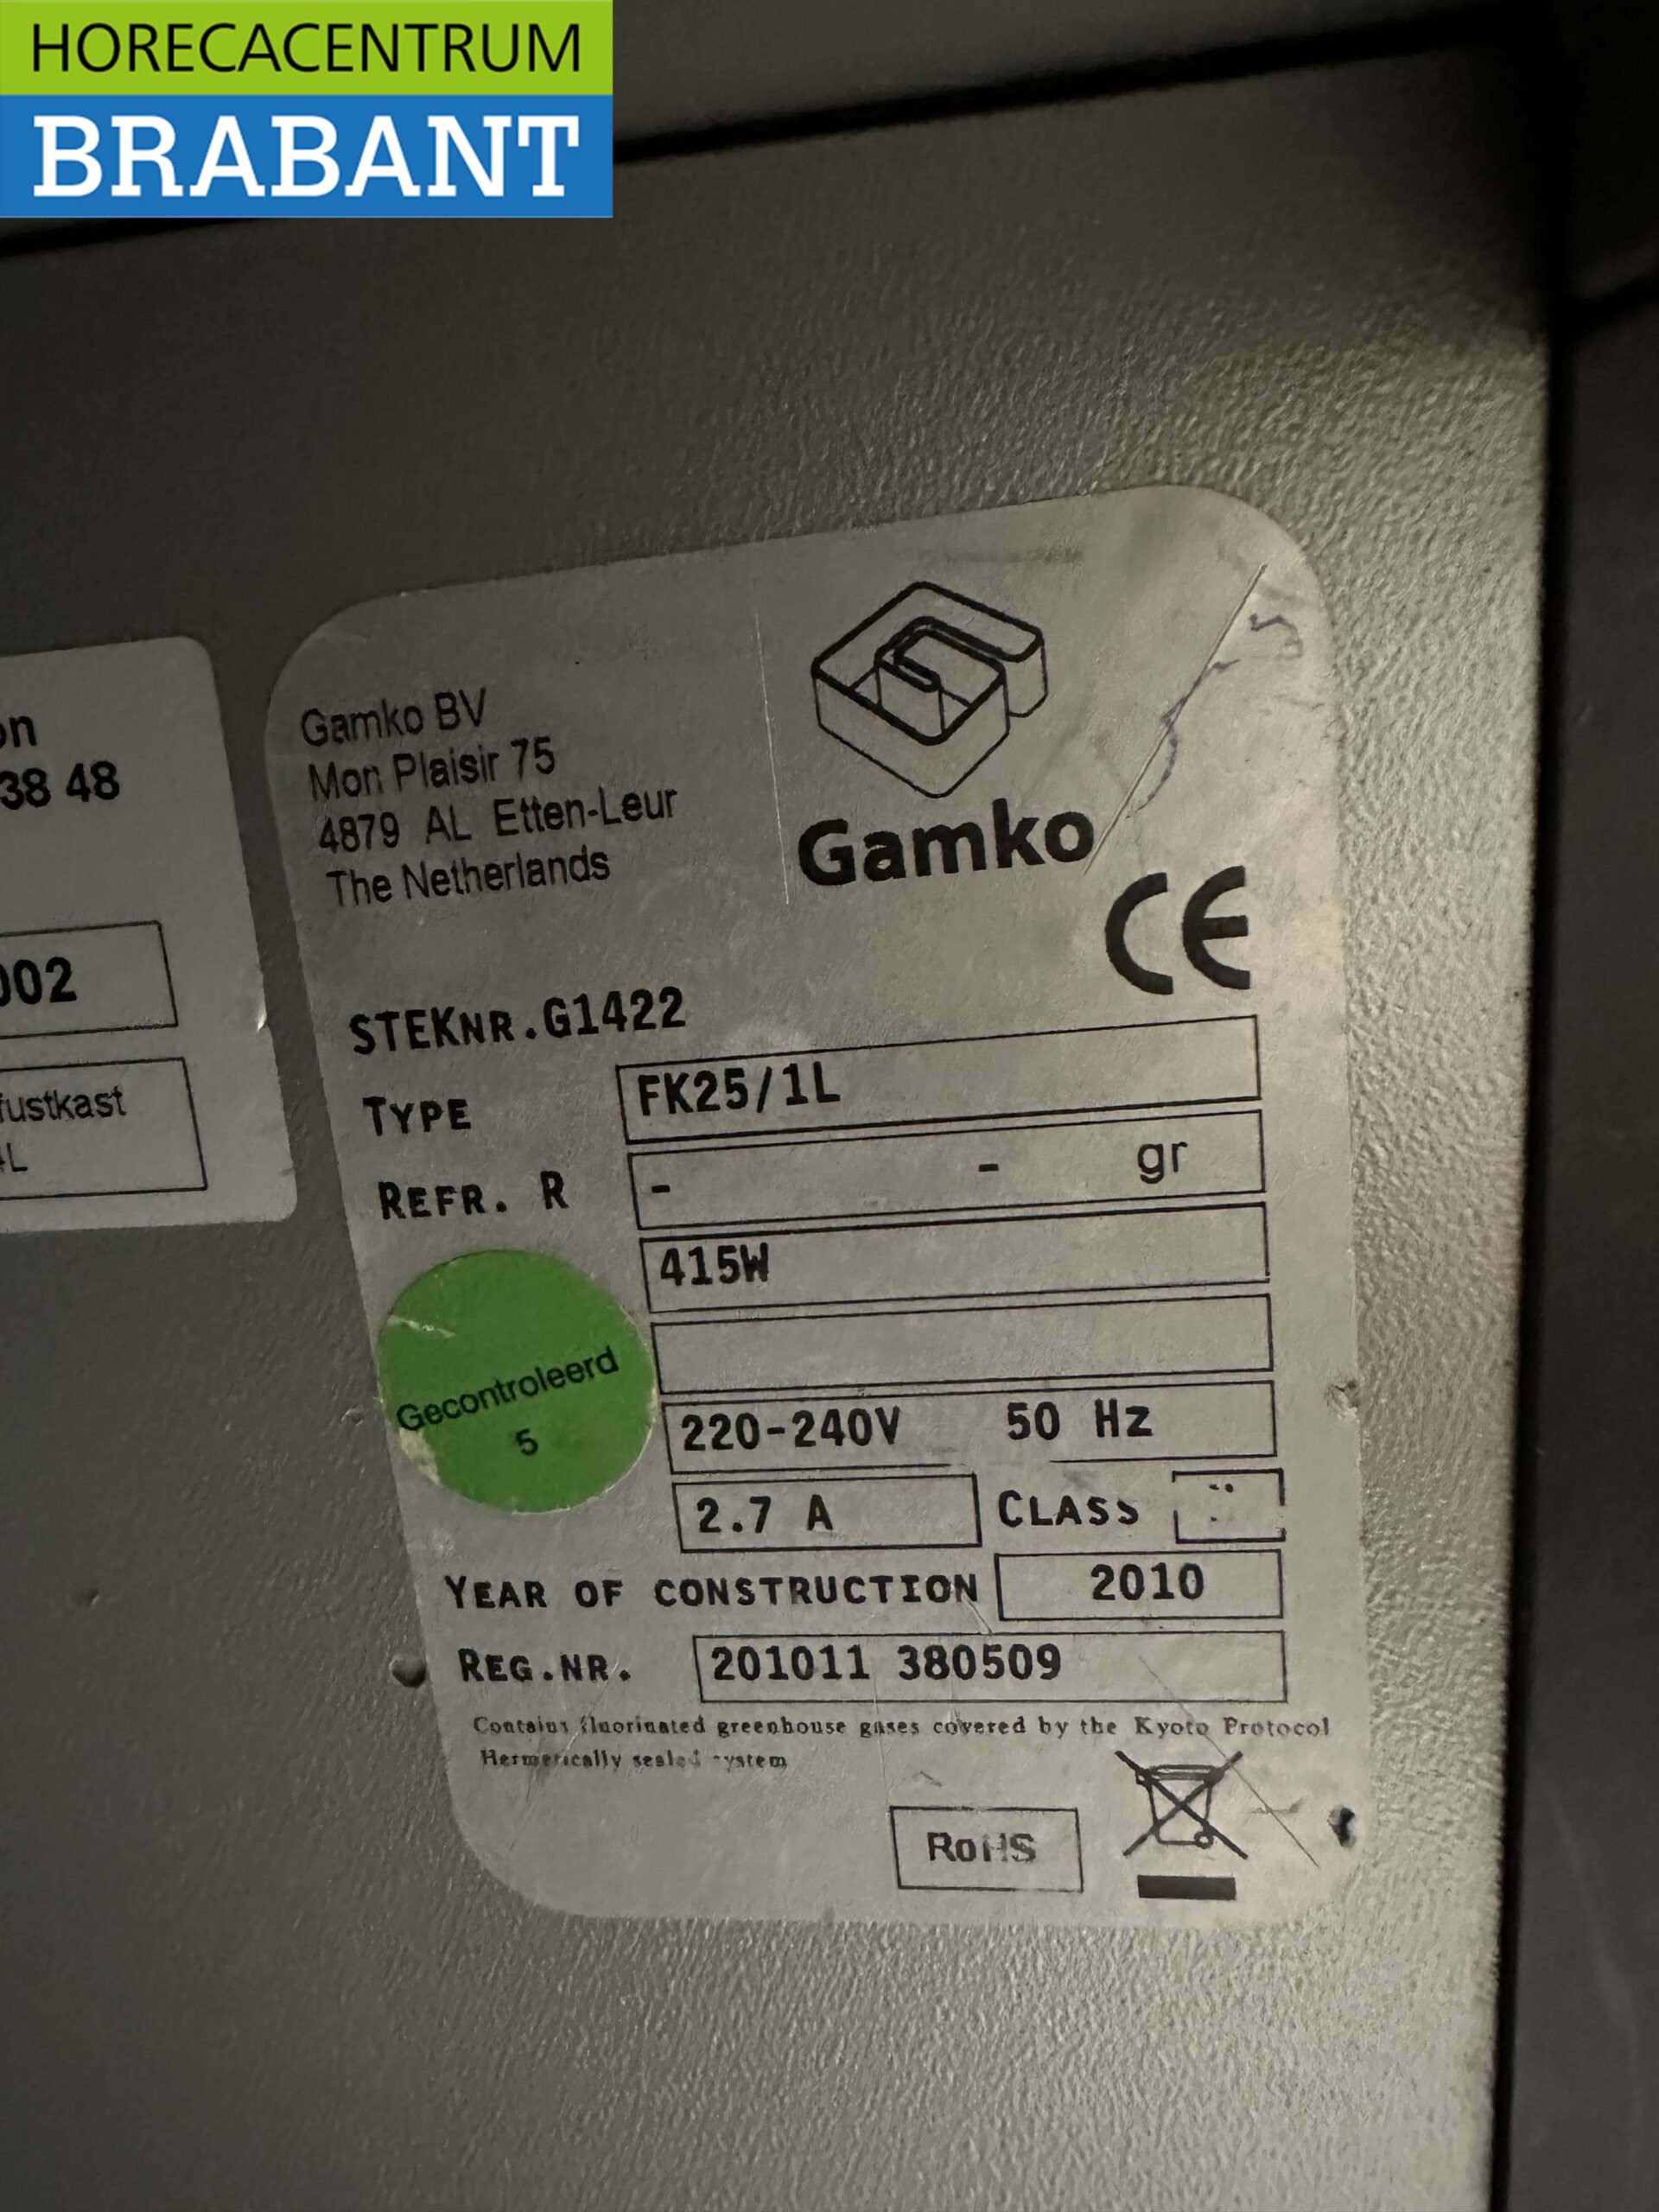 HORECACENTRUM
BRABANT
on
38 48
002
fustkast
L
Gamko BV
Mon Plaisir 75
4879 AL Etten-Leur
The Netherlands
Gamko
CE
STEKNR.G1422
TYPE FK25/1L
REFR. R - - gr
415W
Gecontroleerd
5
220-240V 50 Hz
2.7 A CLASS
YEAR OF CONSTRUCTION 2010
REG.NR. 201011 380509
Contains fluorinated greenhouse gases covered by the Kyoto Protocol
Hermetically sealed system
RoHS